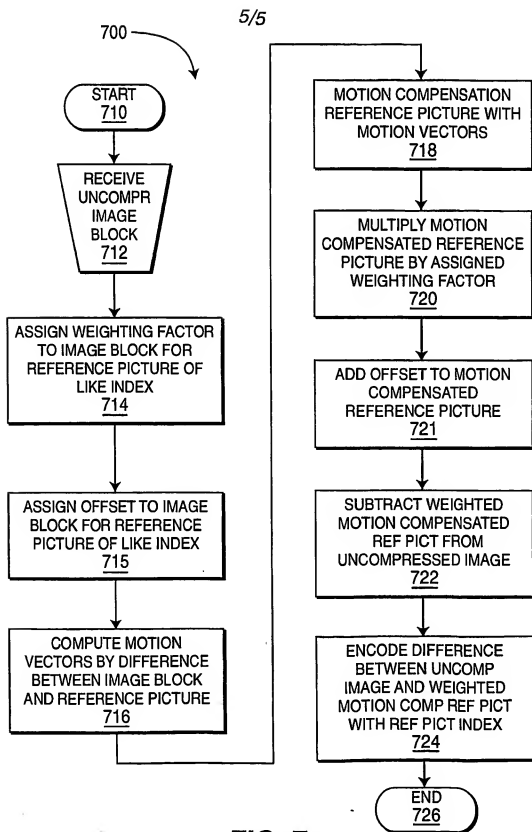 5/5
700
START
710
RECEIVE
UNCOMPR
IMAGE
BLOCK
712
ASSIGN WEIGHTING FACTOR
TO IMAGE BLOCK FOR
REFERENCE PICTURE OF
LIKE INDEX
714
ASSIGN OFFSET TO IMAGE
BLOCK FOR REFERENCE
PICTURE OF LIKE INDEX
715
COMPUTE MOTION
VECTORS BY DIFFERENCE
BETWEEN IMAGE BLOCK
AND REFERENCE PICTURE
716
MOTION COMPENSATION
REFERENCE PICTURE WITH
MOTION VECTORS
718
MULTIPLY MOTION
COMPENSATED REFERENCE
PICTURE BY ASSIGNED
WEIGHTING FACTOR
720
ADD OFFSET TO MOTION
COMPENSATED
REFERENCE PICTURE
721
SUBTRACT WEIGHTED
MOTION COMPENSATED
REF PICT FROM
UNCOMPRESSED IMAGE
722
ENCODE DIFFERENCE
BETWEEN UNCOMP
IMAGE AND WEIGHTED
MOTION COMP REF PICT
WITH REF PICT INDEX
724
END
726